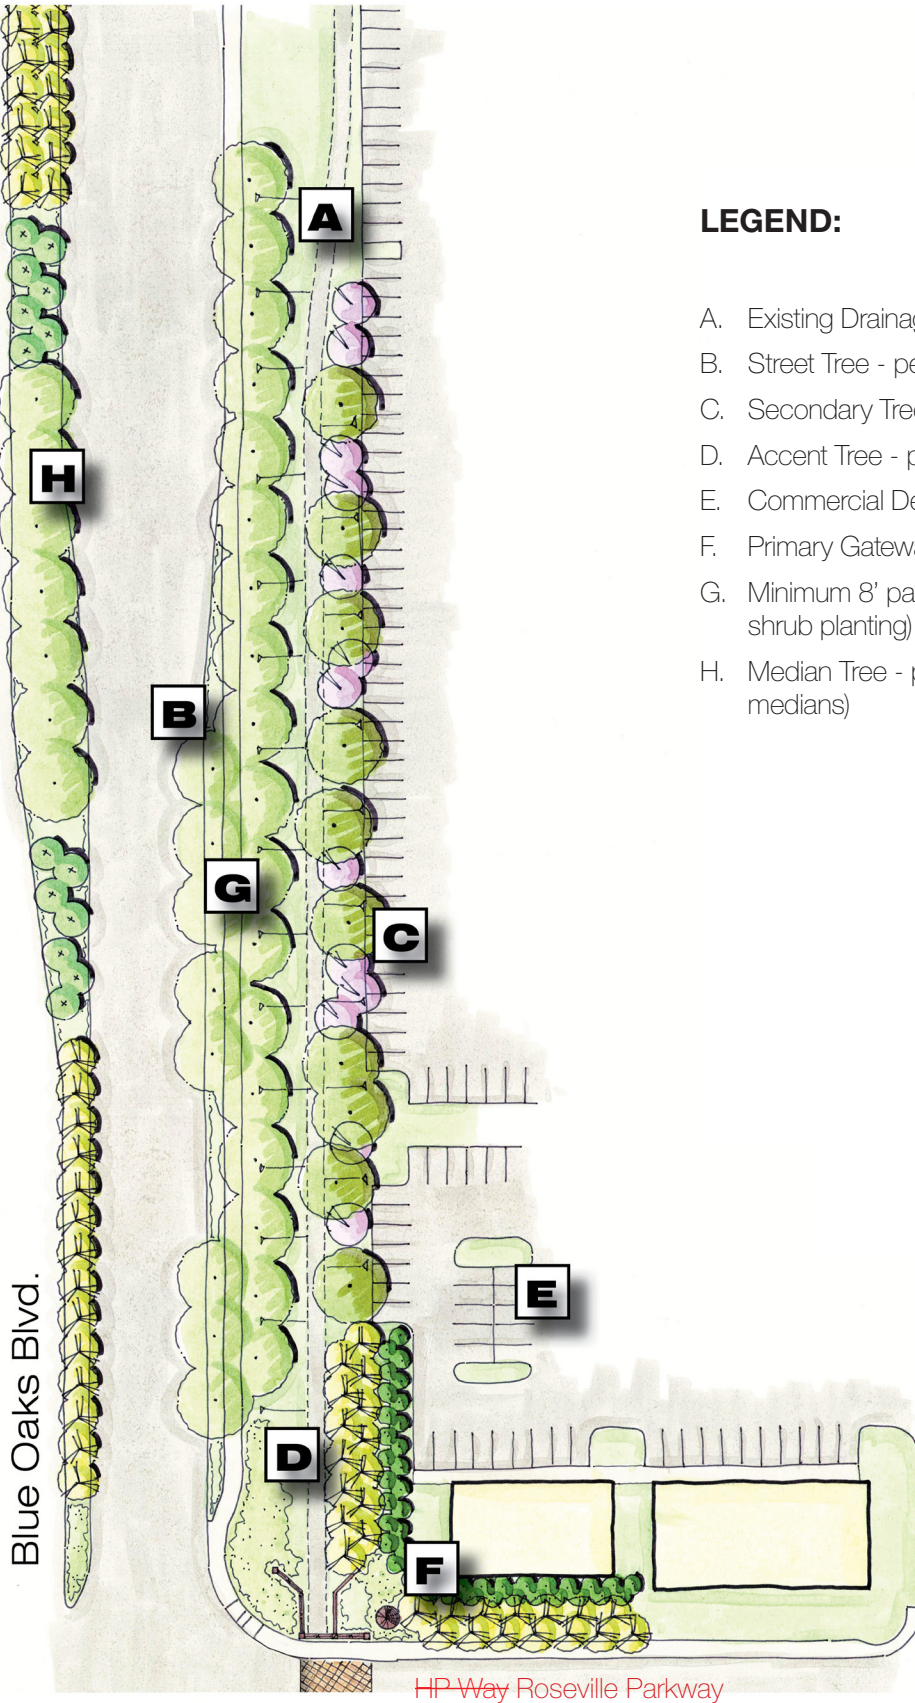 LEGEND:
A. Existing Drainag
B. Street Tree - pe
C. Secondary Tre
D. Accent Tree - p
E. Commercial De
F. Primary Gatewa
G. Minimum 8' pa
shrub planting)
H. Median Tree - p
medians)
A
H
B
G
C
E
D
F
Blue Oaks Blvd.
HP Way Roseville Parkway